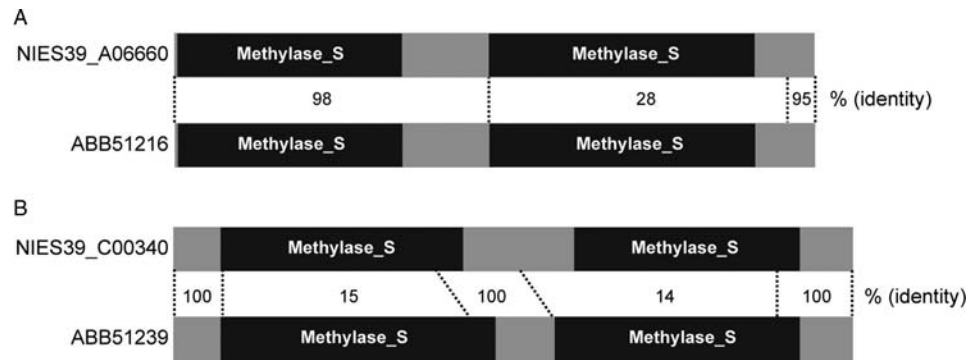 A
NIES39_A06660 Methylase_S Methylase_S
98 28 95 % (identity)
ABB51216 Methylase_S Methylase_S
B
NIES39_C00340 Methylase_S Methylase_S
100 15 100 14 100 % (identity)
ABB51239 Methylase_S Methylase_S